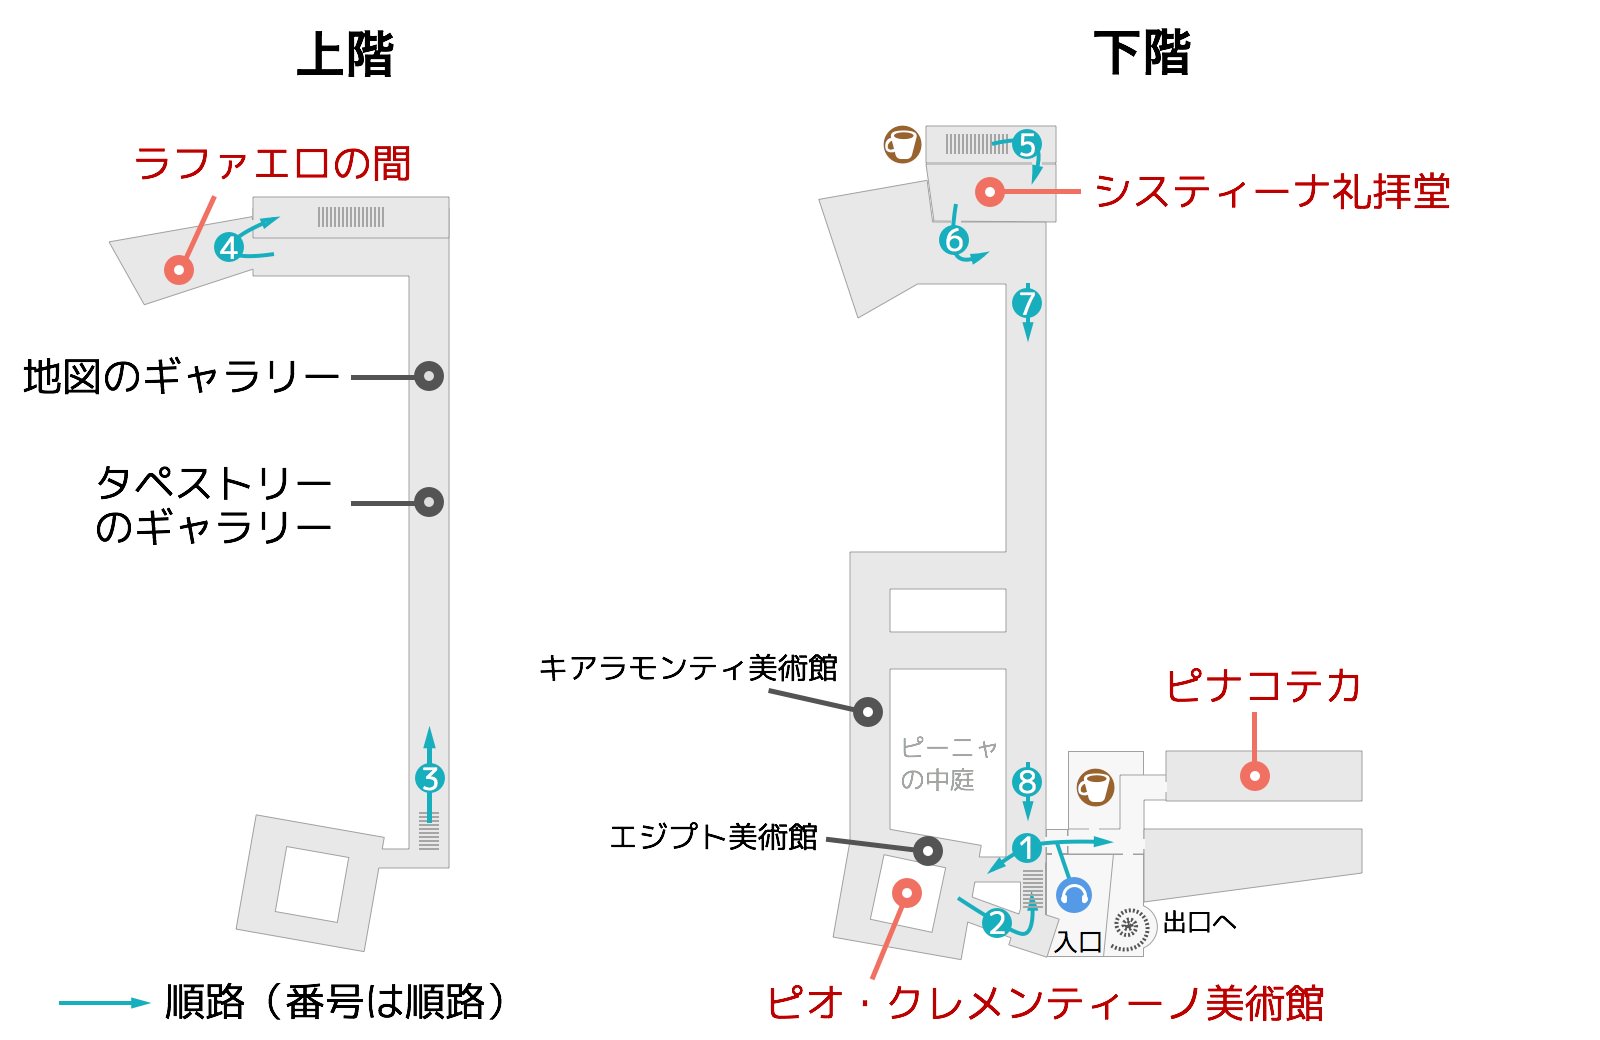 上階
下階
ラファエロの間
4
地図のギャラリー
タペストリー
のギャラリー
3
順路（番号は順路）
5
システィーナ礼拝堂
6
7
キアラモンティ美術館
ピーニャ
の中庭
ピナコテカ
8
エジプト美術館
1
2
入口
出口へ
ピオ・クレメンティーノ美術館